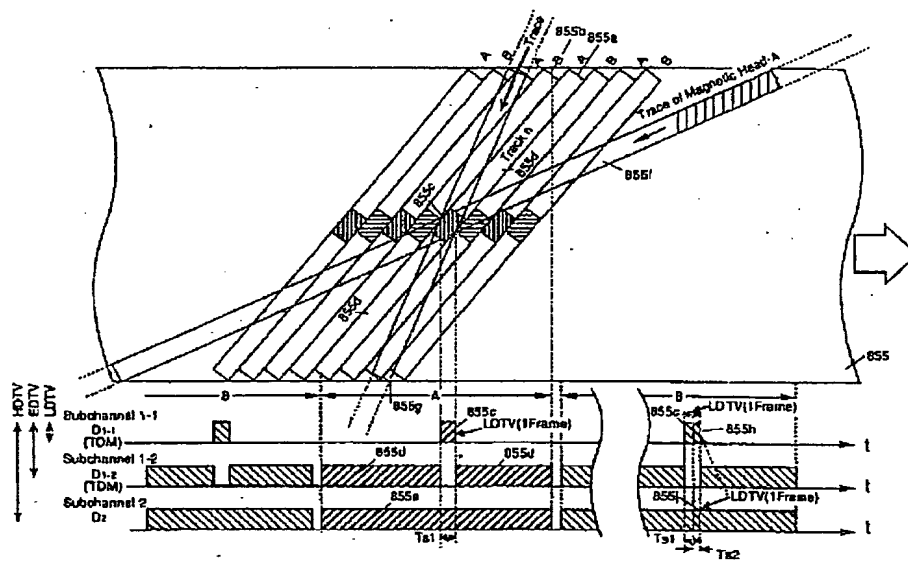 A
B
Trace
A
855b
B
855a
A
B
A
B
Trace of Magnetic Head A
Track n
855d
855c
855f
855d
855
855g
HDTV
EDTV
LDTV
B
A
B
Subchannel 1-1
D1-1
(TDM)
855c
LDTV(1Frame)
855c
LDTV(1Frame)
855h
t
Subchannel 1-2
D1-2
(TDM)
855d
855d
t
Subchannel 2
D2
855e
LDTV(1Frame)
t
Ts1
Ts1
Ts2